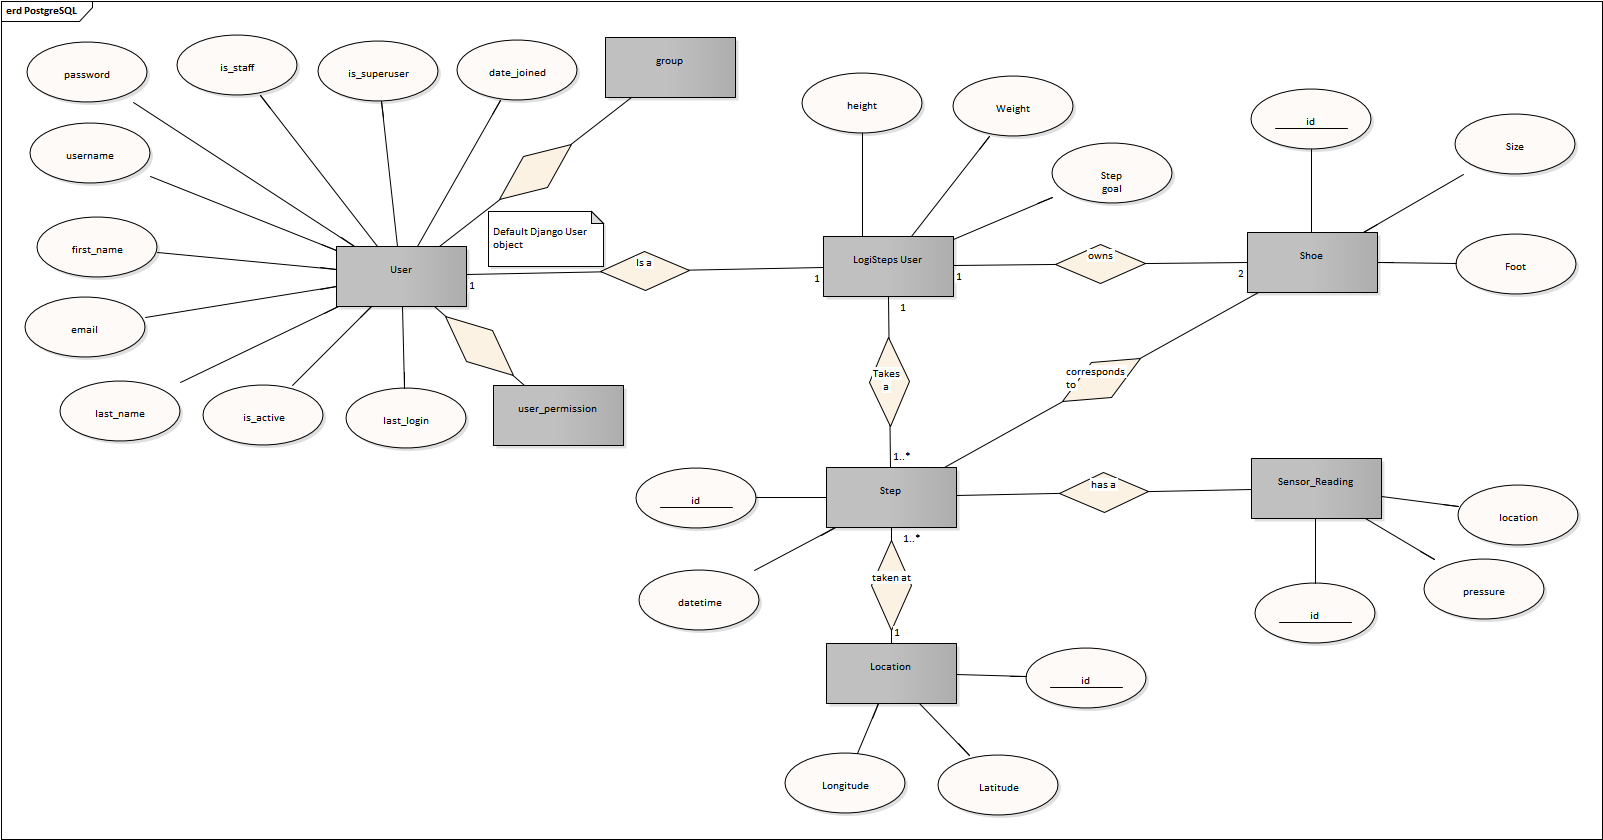 erd PostgreSQL
password
is_staff
is_superuser
date_joined
group
height
Weight
id
Size
username
Step
goal
first_name
Default Django User
object
User
1
Is a
1
LogiSteps User
1
owns
2
Shoe
Foot
1
email
Takes
a
corresponds
to
last_name
is_active
last_login
user_permission
1..*
id
Step
has a
Sensor_Reading
location
1..*
datetime
taken at
pressure
id
1
Location
id
Longitude
Latitude